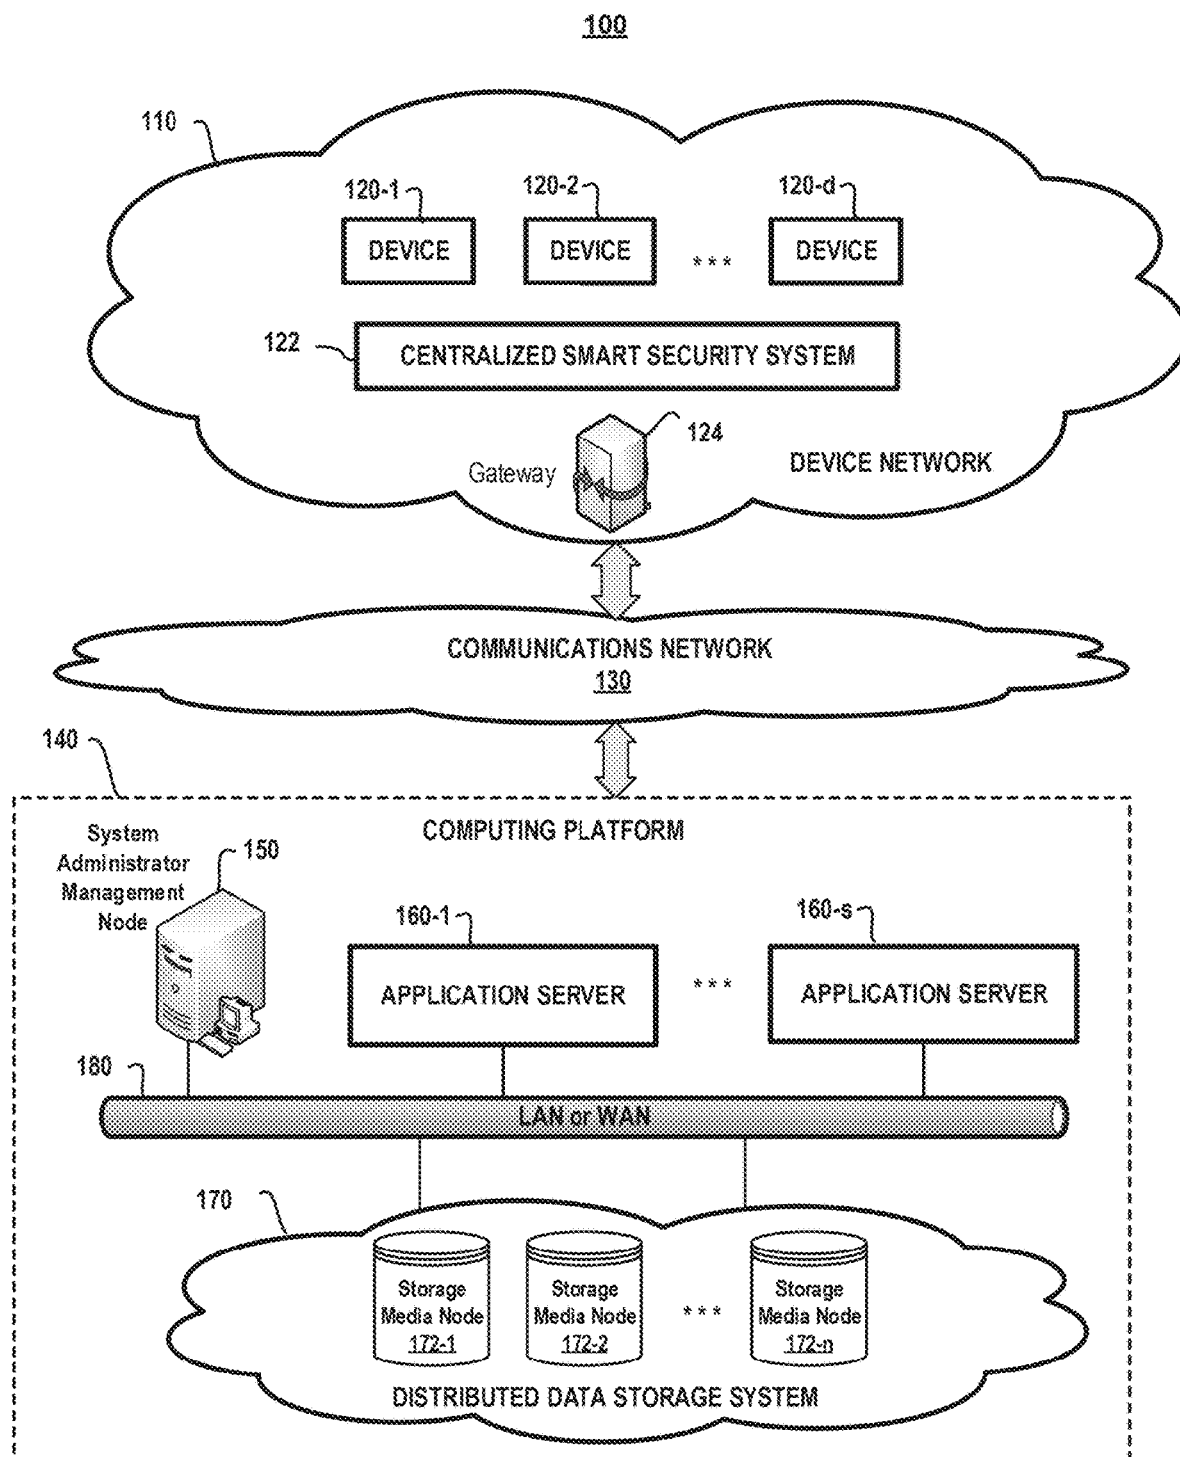 100
110
120-1
120-2
120-d
DEVICE
DEVICE
***
DEVICE
122
CENTRALIZED SMART SECURITY SYSTEM
124
Gateway
DEVICE NETWORK
COMMUNICATIONS NETWORK
130
140
COMPUTING PLATFORM
System
Administrator
Management
Node
150
160-1
160-s
APPLICATION SERVER
***
APPLICATION SERVER
180
LAN or WAN
170
Storage
Media Node
172-1
Storage
Media Node
172-2
***
Storage
Media Node
172-n
DISTRIBUTED DATA STORAGE SYSTEM